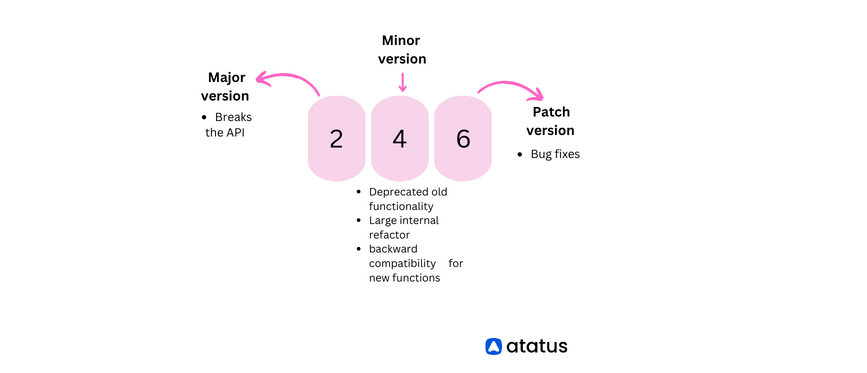 Minor
version
Major
version
• Breaks
the API
2 4 6
Patch
version
• Bug fixes
• Deprecated old
functionality
• Large internal
refactor
• backward
compatibility for
new functions
atatus